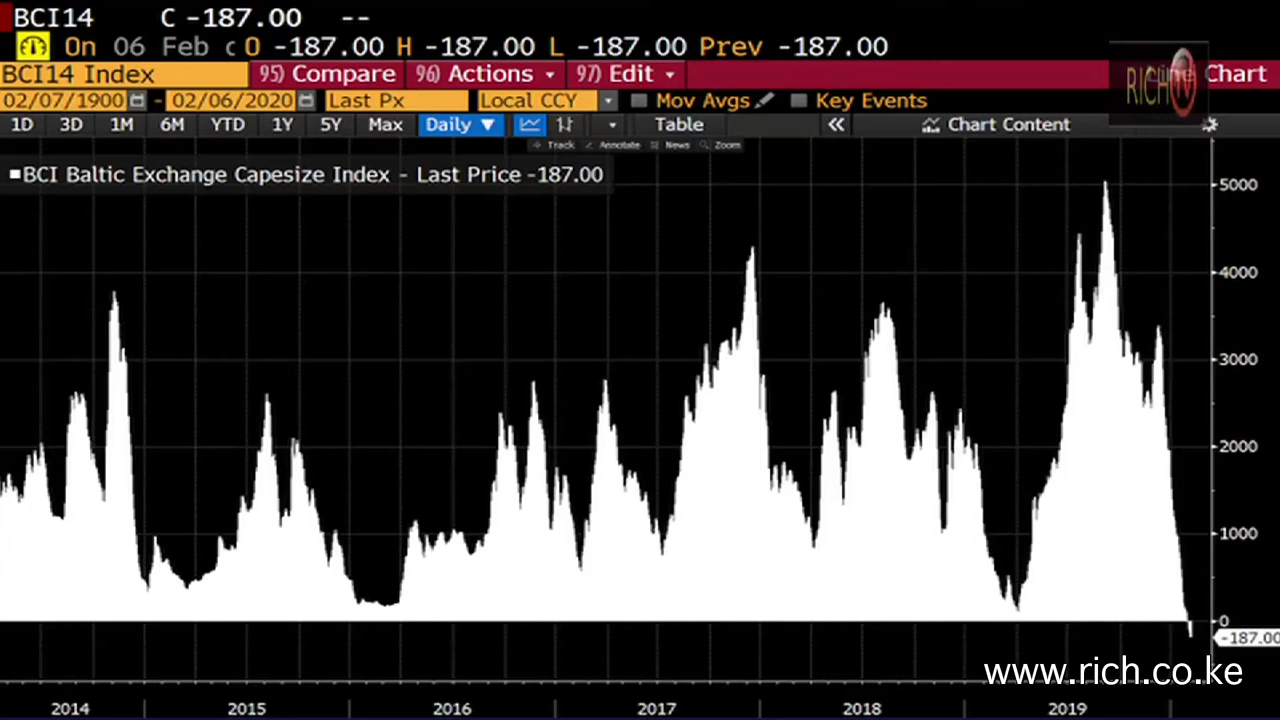 BCI14 C -187.00 --
On 06 Feb O -187.00 H -187.00 L -187.00 Prev -187.00
BCI14 Index 95) Compare 96) Actions 97) Edit Chart
RICH TV
02/07/1900 - 02/06/2020 Last Px Local CCY Mov Avgs Key Events
1D 3D 1M 6M YTD 1Y 5Y Max Daily ▼ Table « Chart Content
Track Annotate News Zoom
BCI Baltic Exchange Capesize Index - Last Price -187.00
5000
4000
3000
2000
1000
0
-187.00
www.rich.co.ke
2014 2015 2016 2017 2018 2019